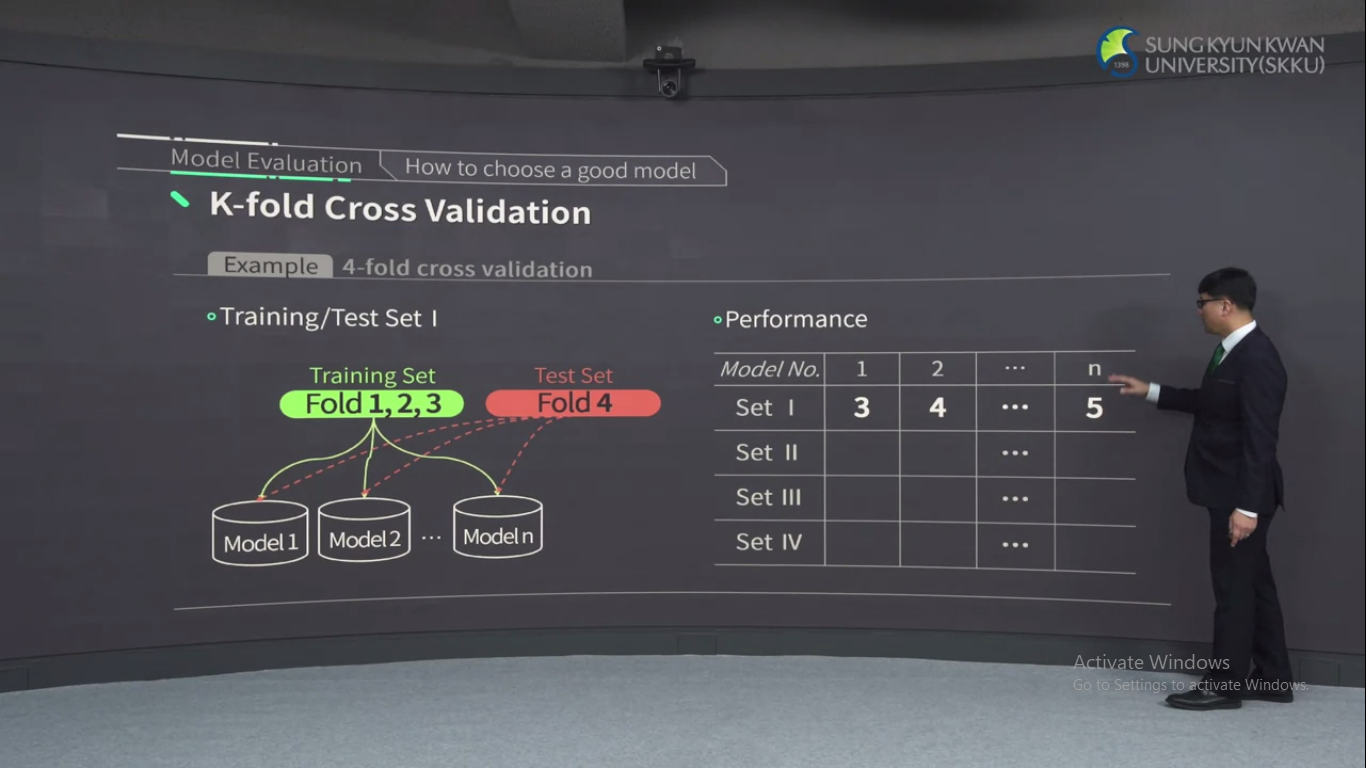 SUNG KYUN KWAN
UNIVERSITY(SKKU)
1398
Model Evaluation
How to choose a good model
K-fold Cross Validation
Example 4-fold cross validation
Training/Test Set Ⅰ
Training Set
Fold 1, 2, 3
Test Set
Fold 4
Model 1
Model 2
...
Model n
Performance
Model No. 1 2 ... n
Set Ⅰ 3 4 ... 5
Set Ⅱ ...
Set Ⅲ ...
Set Ⅳ ...
Activate Windows
Go to Settings to activate Windows.